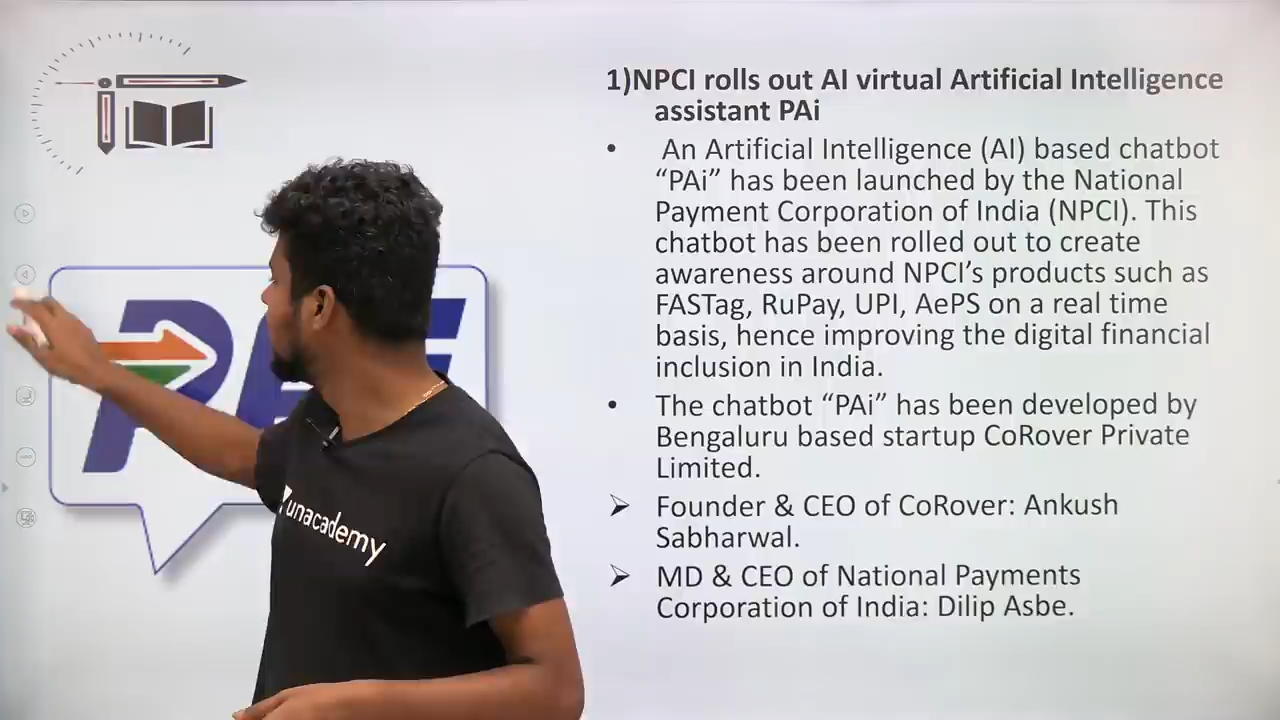 1)NPCI rolls out AI virtual Artificial Intelligence
assistant PAi
• An Artificial Intelligence (AI) based chatbot
“PAi” has been launched by the National
Payment Corporation of India (NPCI). This
chatbot has been rolled out to create
awareness around NPCI’s products such as
FASTag, RuPay, UPI, AePS on a real time
basis, hence improving the digital financial
inclusion in India.
• The chatbot “PAi” has been developed by
Bengaluru based startup CoRover Private
Limited.
➢ Founder & CEO of CoRover: Ankush
Sabharwal.
➢ MD & CEO of National Payments
Corporation of India: Dilip Asbe.
unacademy